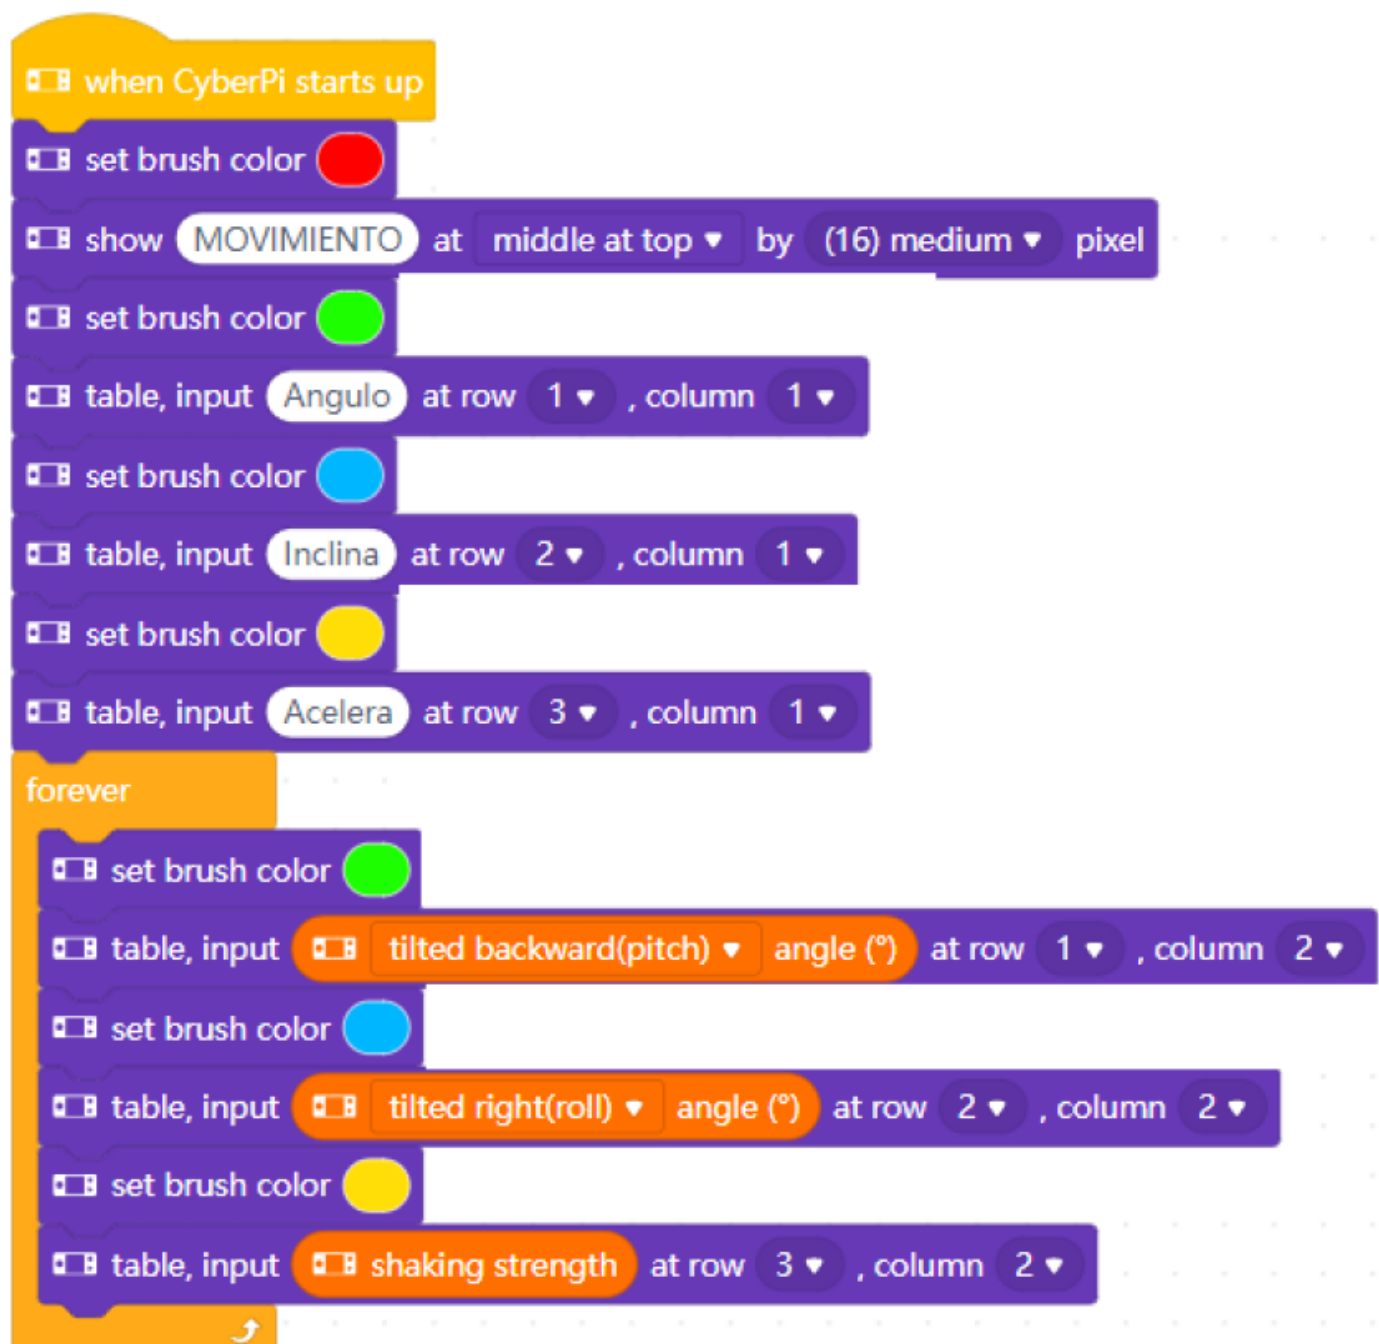 when CyberPi starts up
set brush color
show MOVIMIENTO at middle at top by (16) medium pixel
set brush color
table, input Angulo at row 1 , column 1
set brush color
table, input Inclina at row 2 , column 1
set brush color
table, input Acelera at row 3 , column 1
forever
set brush color
table, input tilted backward(pitch) angle (°) at row 1 , column 2
set brush color
table, input tilted right(roll) angle (°) at row 2 , column 2
set brush color
table, input shaking strength at row 3 , column 2